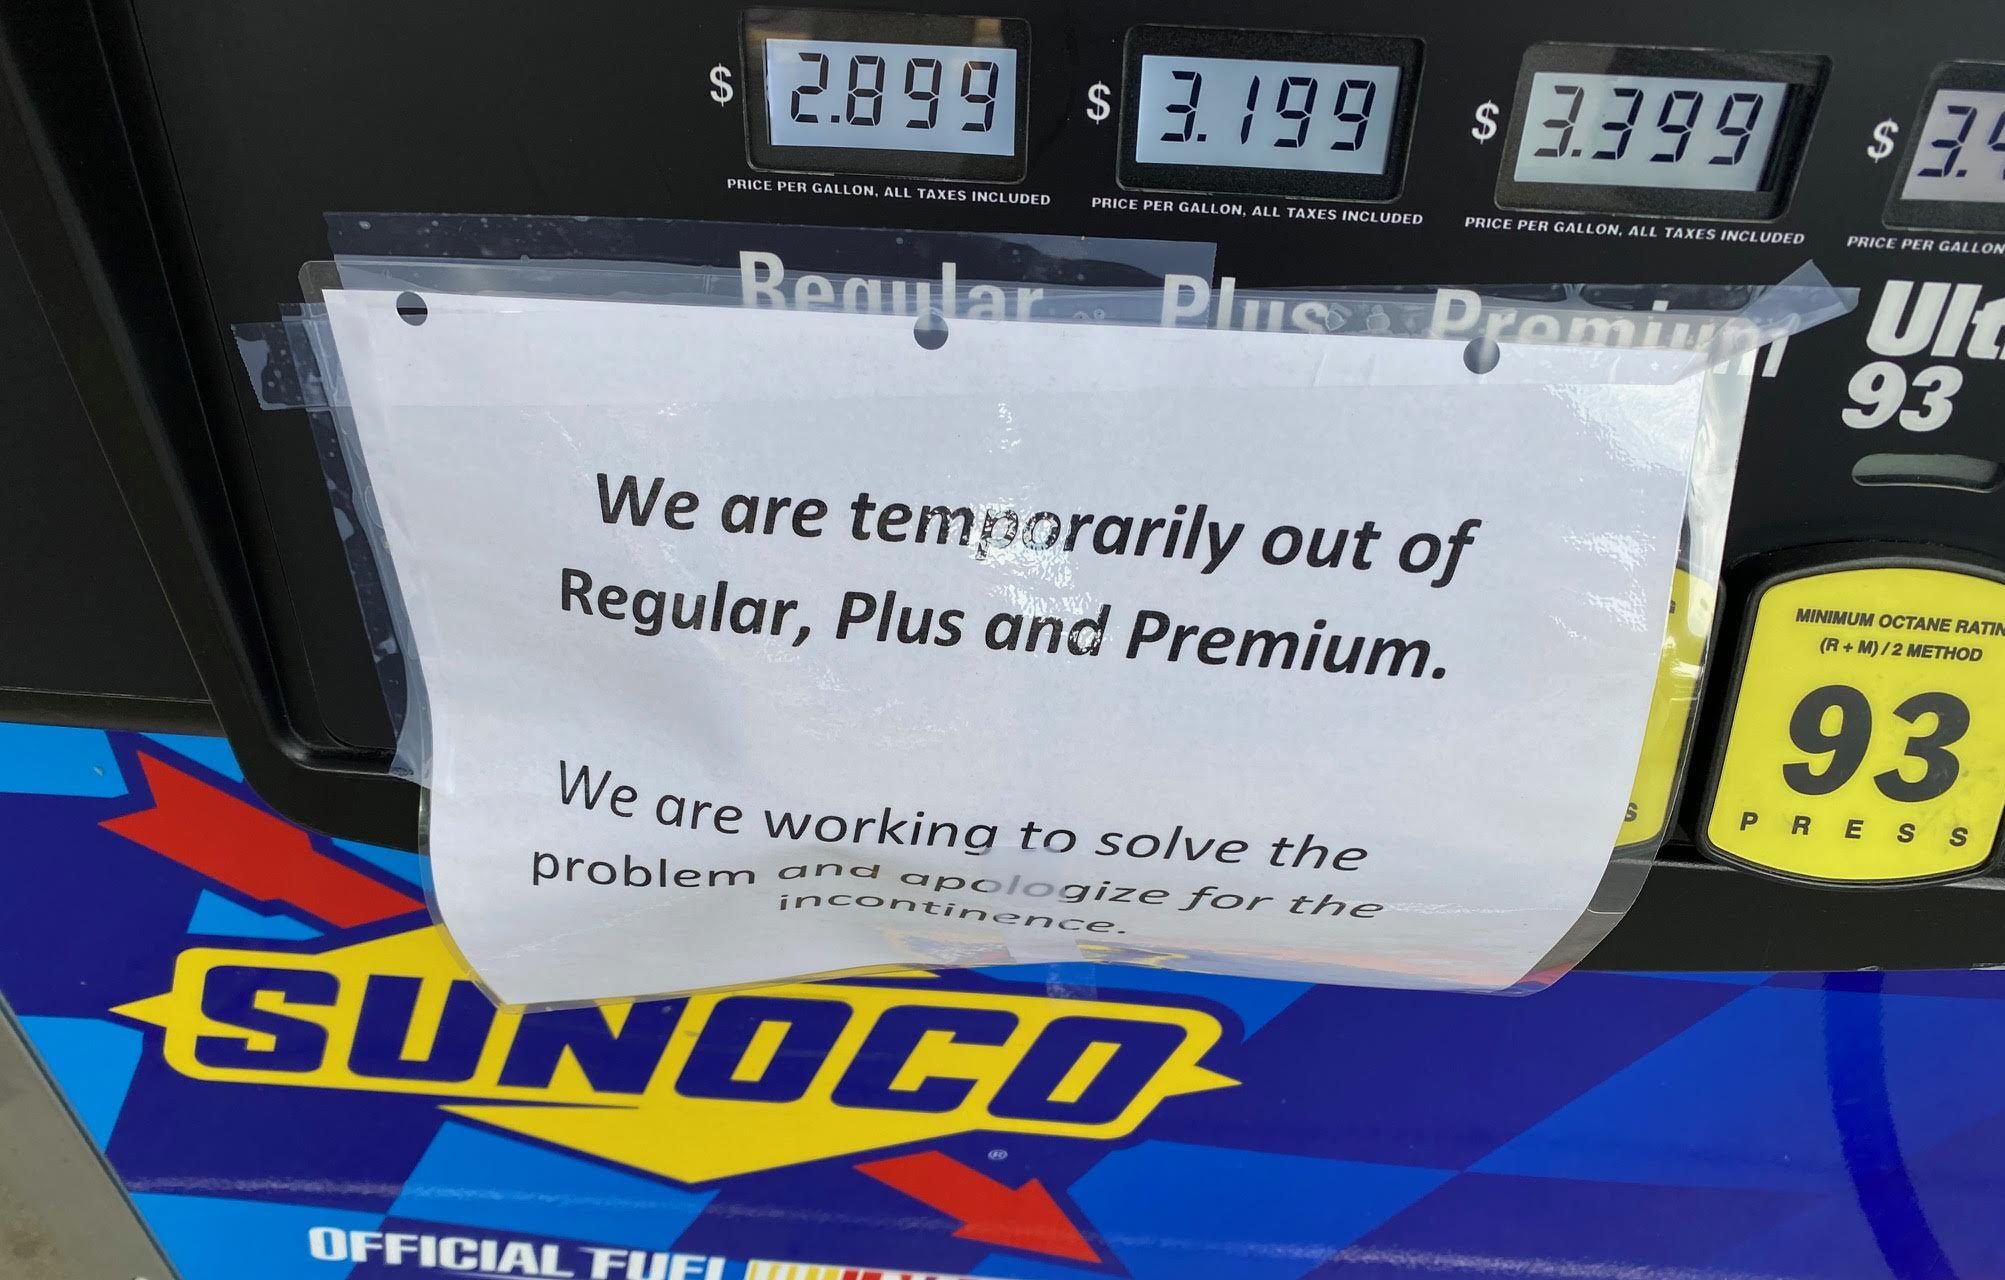 $ 2.899 $ 3.199 $ 3.399 $
PRICE PER GALLON, ALL TAXES INCLUDED PRICE PER GALLON, ALL TAXES INCLUDED PRICE PER GALLON, ALL TAXES INCLUDED PRICE PER GALLON
Regular Plus Premium
93
We are temporarily out of
Regular, Plus and Premium.
We are working to solve the
problem and apologize for the
incontinence.
MINIMUM OCTANE
(R + M) / 2 METHOD
93
PRESS
SUNOCO
®
OFFICIAL FUEL